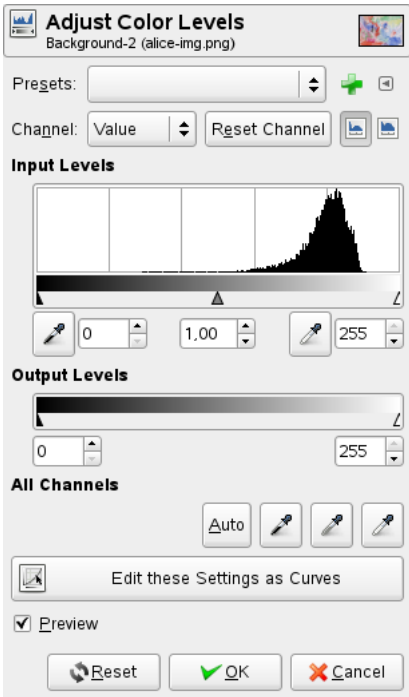 Adjust Color Levels
Background-2 (alice-img.png)
Presets:
Channel: Value Reset Channel
Input Levels
0 1,00 255
Output Levels
0 255
All Channels
Auto
Edit these Settings as Curves
Preview
Reset OK Cancel